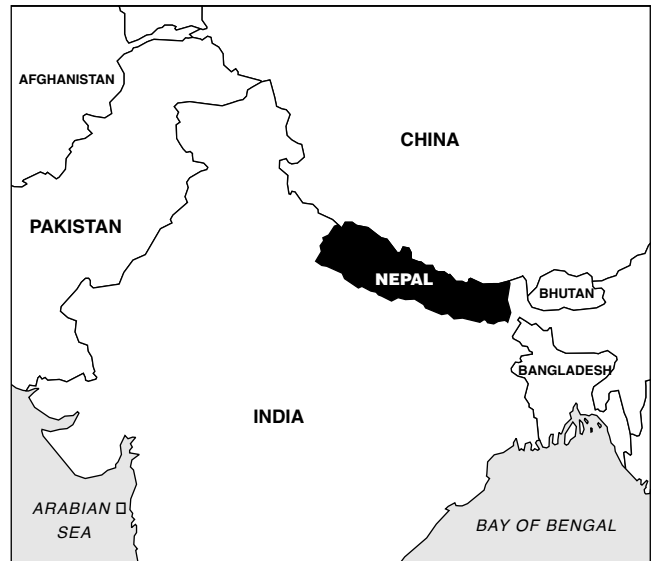 AFGHANISTAN
CHINA
PAKISTAN
NEPAL
BHUTAN
BANGLADESH
INDIA
ARABIAN
SEA
BAY OF BENGAL